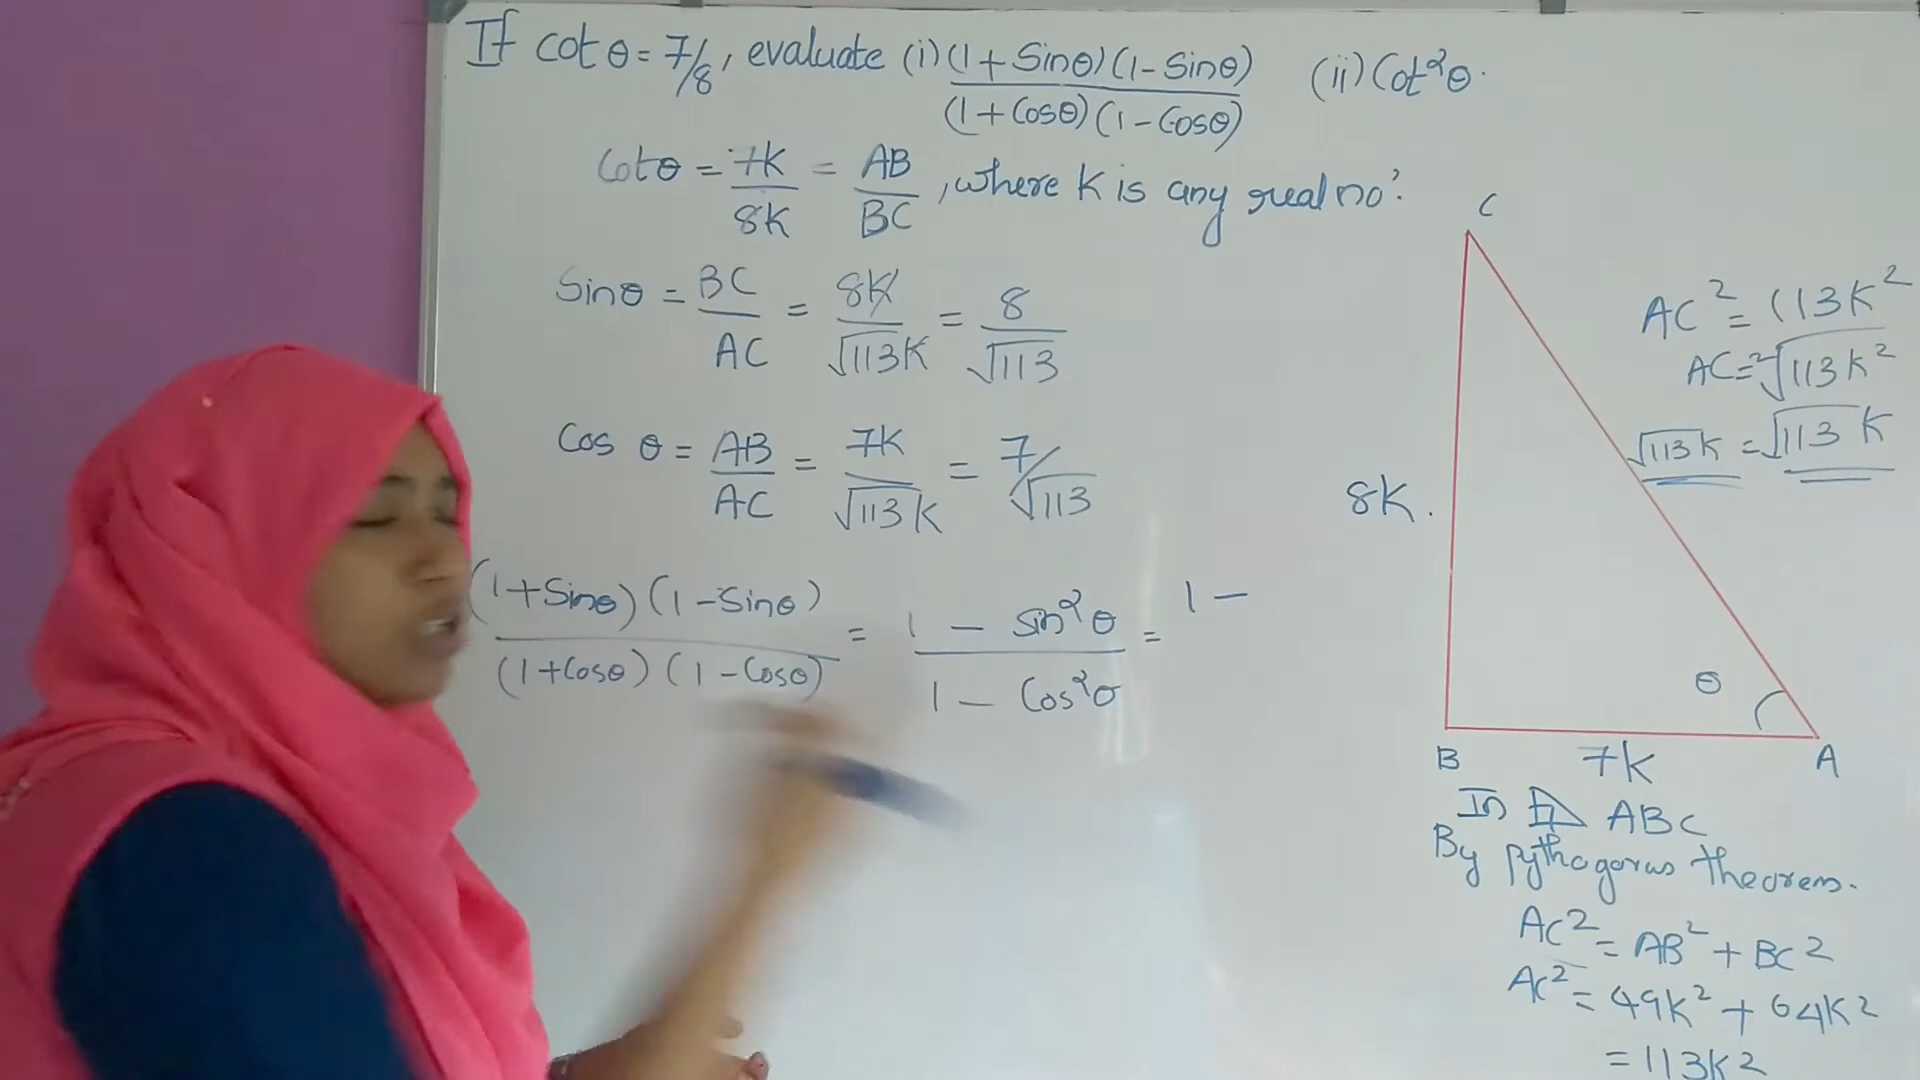 If cot θ = 7/8, evaluate (i) (1 + Sinθ)(1 - Sinθ) / (1 + Cosθ)(1 - Cosθ) (ii) Cot²θ.
Cotθ = 7K/8K = AB/BC, where K is any real no:
Sinθ = BC/AC = 8K/√113K = 8/√113
Cos θ = AB/AC = 7K/√113K = 7/√113
(1+Sinθ)(1-Sinθ) / (1+Cosθ)(1-Cosθ) = 1 - sin²θ / 1 - Cos²θ = 1 -
C
8K.
θ
B 7K A
AC² = 113K²
AC = ²√113K²
√113K = √113 K
In ABC
By Pythagorus theorem.
AC² = AB² + BC²
AC² = 49K² + 64K²
= 113K²